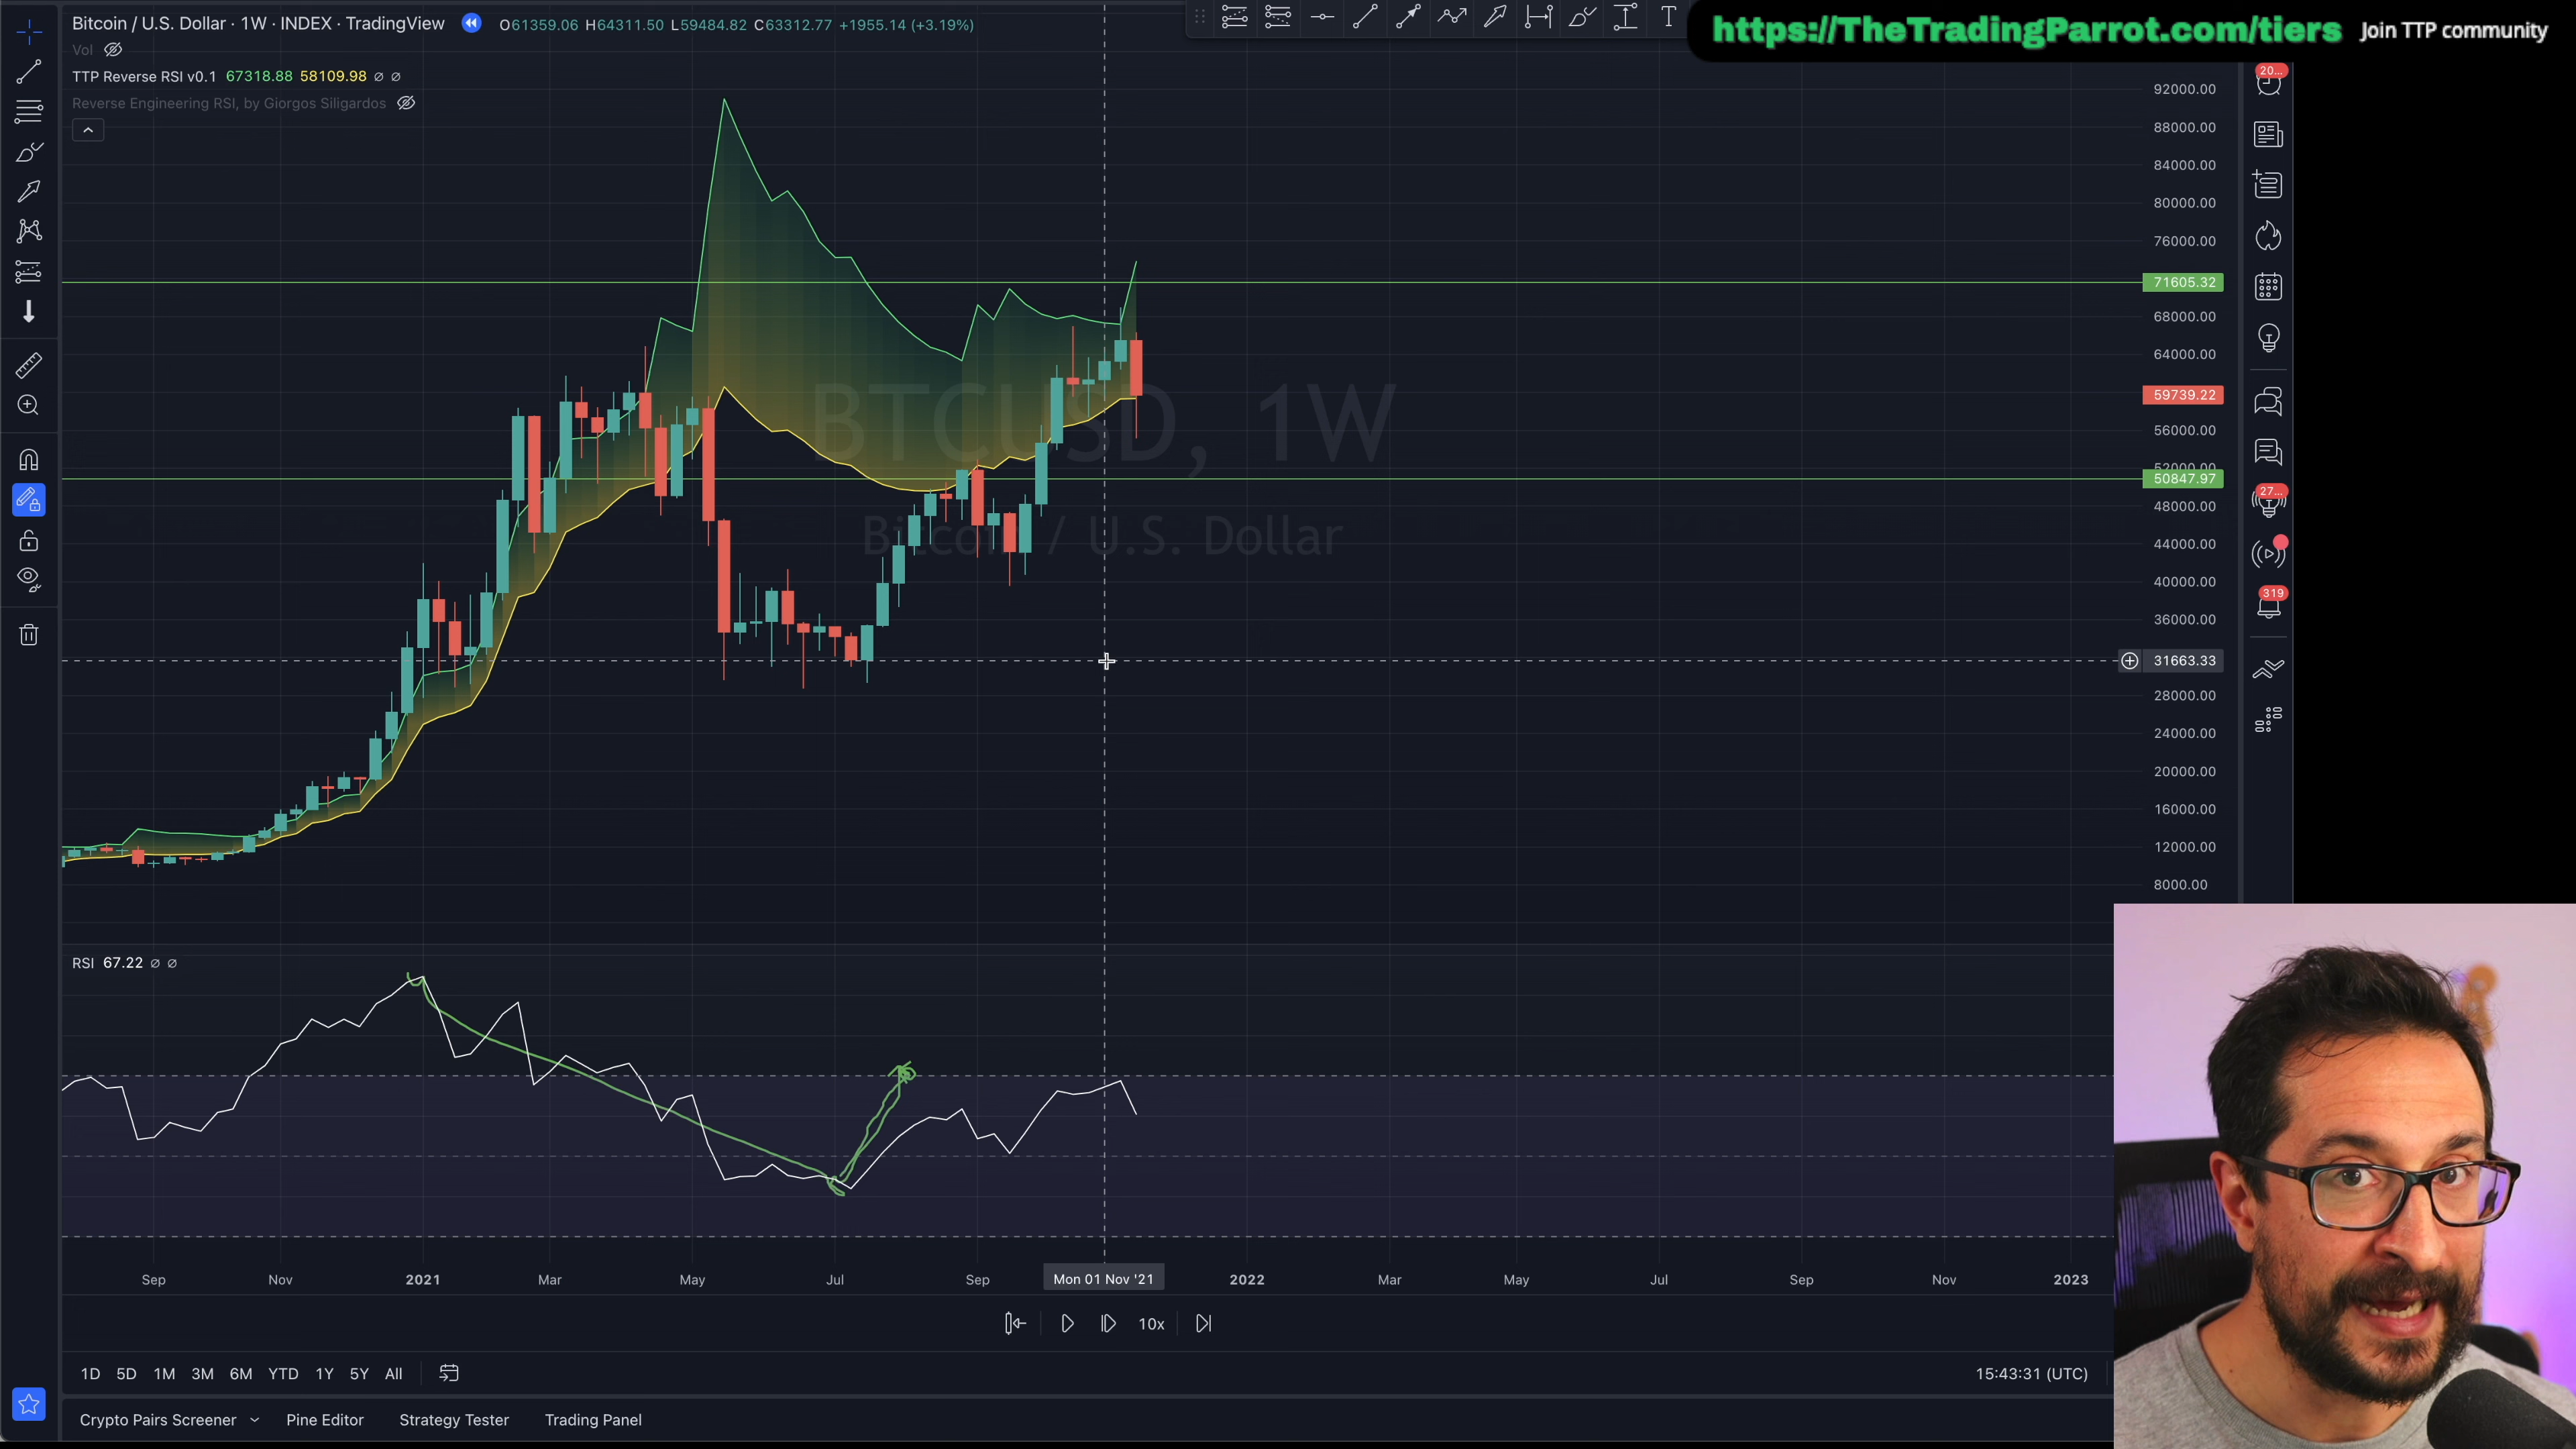 Bitcoin / U.S. Dollar · 1W · INDEX · TradingView O61359.06 H64311.50 L59484.82 C63312.77 +1955.14 (+3.19%)
https://TheTradingParrot.com/tiers Join TTP community
Vol
TTP Reverse RSI v0.1 67318.88 58109.98 ∅ ∅
Reverse Engineering RSI, by Giorgos Siligardos
20...
92000.00
88000.00
84000.00
80000.00
76000.00
71605.32
68000.00
64000.00
59739.22
56000.00
52000.00
50847.97
48000.00
44000.00
40000.00
36000.00
31663.33
28000.00
24000.00
20000.00
16000.00
12000.00
8000.00
27...
319
BTCUSD, 1W
Bitcoin / U.S. Dollar
RSI 67.22 ∅ ∅
Sep Nov 2021 Mar May Jul Sep Mon 01 Nov '21 2022 Mar May Jul Sep Nov 2023
10x
1D 5D 1M 3M 6M YTD 1Y 5Y All 15:43:31 (UTC)
Crypto Pairs Screener Pine Editor Strategy Tester Trading Panel